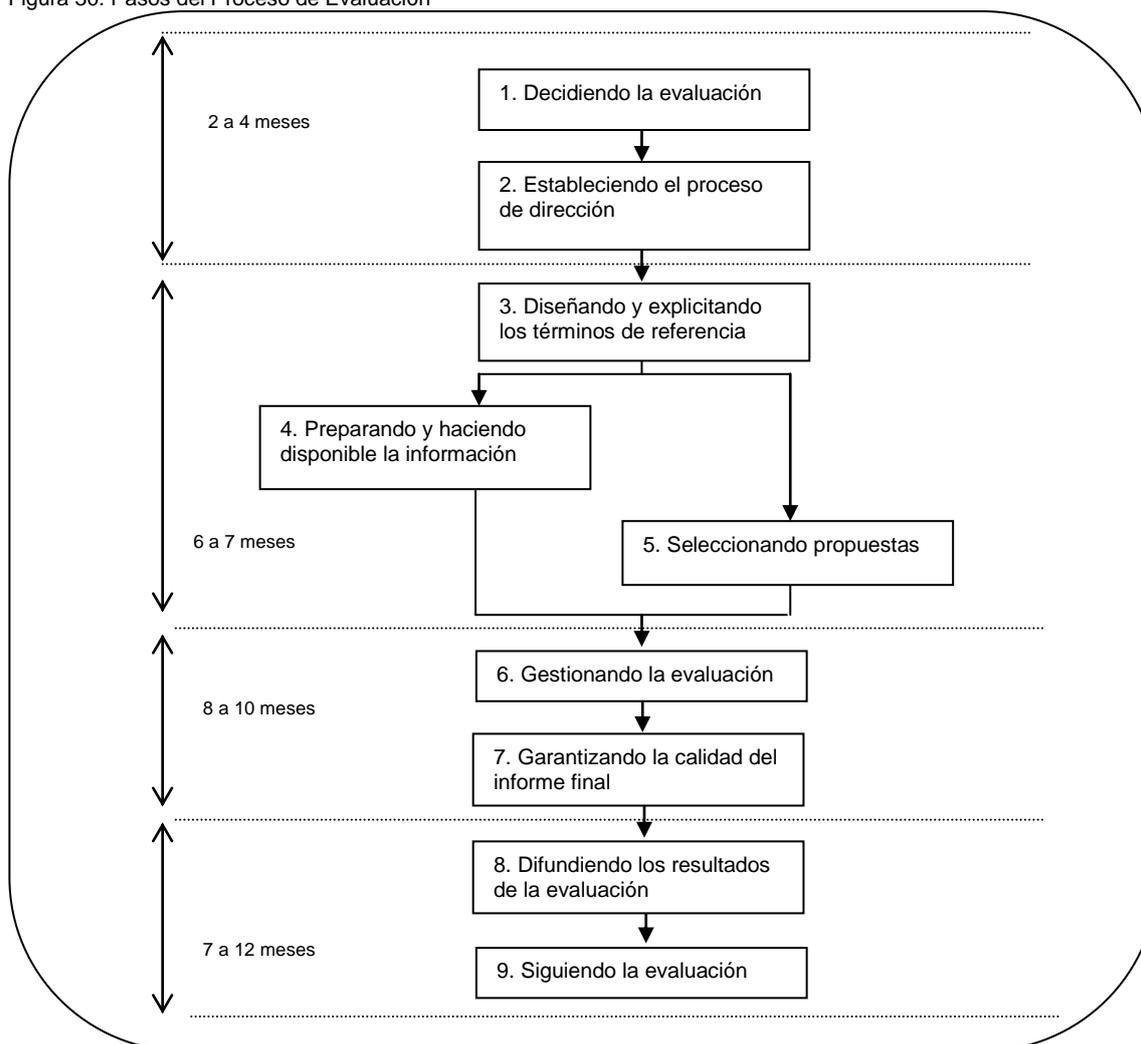 Figura 30. Pasos del Proceso de Evaluación
1. Decidiendo la evaluación
2 a 4 meses
2. Estableciendo el proceso
de dirección
3. Diseñando y explicitando
los términos de referencia
4. Preparando y haciendo
disponible la información
6 a 7 meses
5. Seleccionando propuestas
6. Gestionando la evaluación
8 a 10 meses
7. Garantizando la calidad del
informe final
8. Difundiendo los resultados
de la evaluación
7 a 12 meses
9. Siguiendo la evaluación